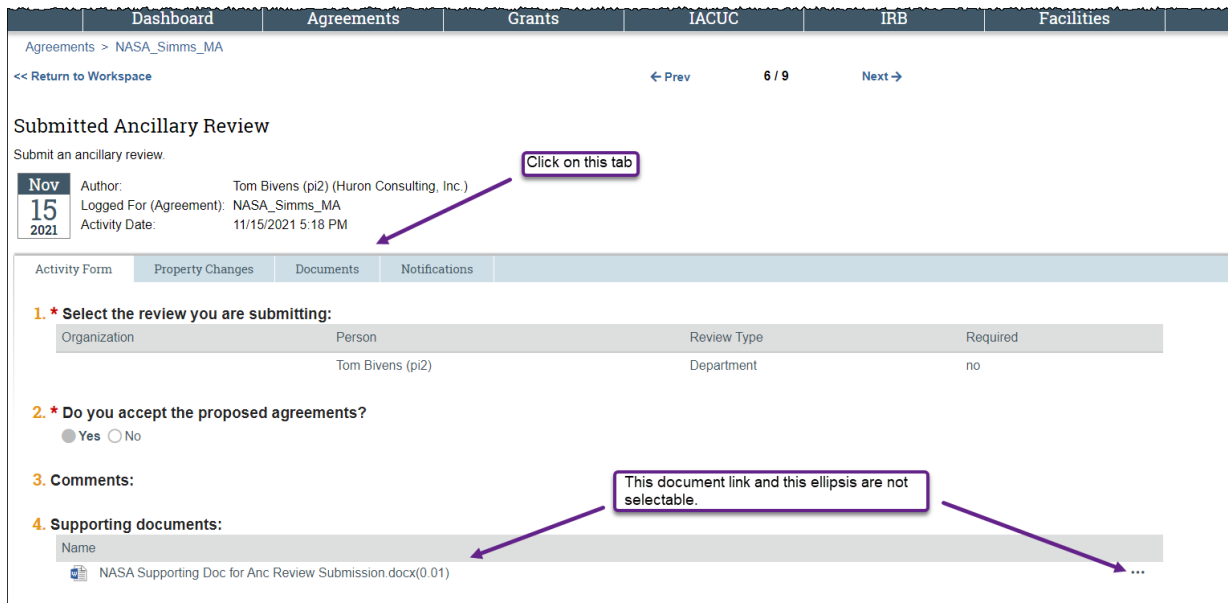 Dashboard Agreements Grants IACUC IRB Facilities
Agreements > NASA_Simms_MA
<< Return to Workspace ← Prev 6 / 9 Next →
Submitted Ancillary Review
Submit an ancillary review.
Click on this tab
Nov
15
2021
Author: Tom Bivens (pi2) (Huron Consulting, Inc.)
Logged For (Agreement): NASA_Simms_MA
Activity Date: 11/15/2021 5:18 PM
Activity Form Property Changes Documents Notifications
1. * Select the review you are submitting:
Organization Person Review Type Required
Tom Bivens (pi2) Department no
2. * Do you accept the proposed agreements?
Yes No
3. Comments:
This document link and this ellipsis are not
selectable.
4. Supporting documents:
Name
NASA Supporting Doc for Anc Review Submission.docx(0.01) ...